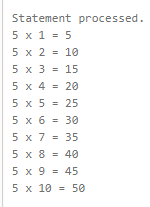 Statement processed.
5 x 1 = 5
5 x 2 = 10
5 x 3 = 15
5 x 4 = 20
5 x 5 = 25
5 x 6 = 30
5 x 7 = 35
5 x 8 = 40
5 x 9 = 45
5 x 10 = 50